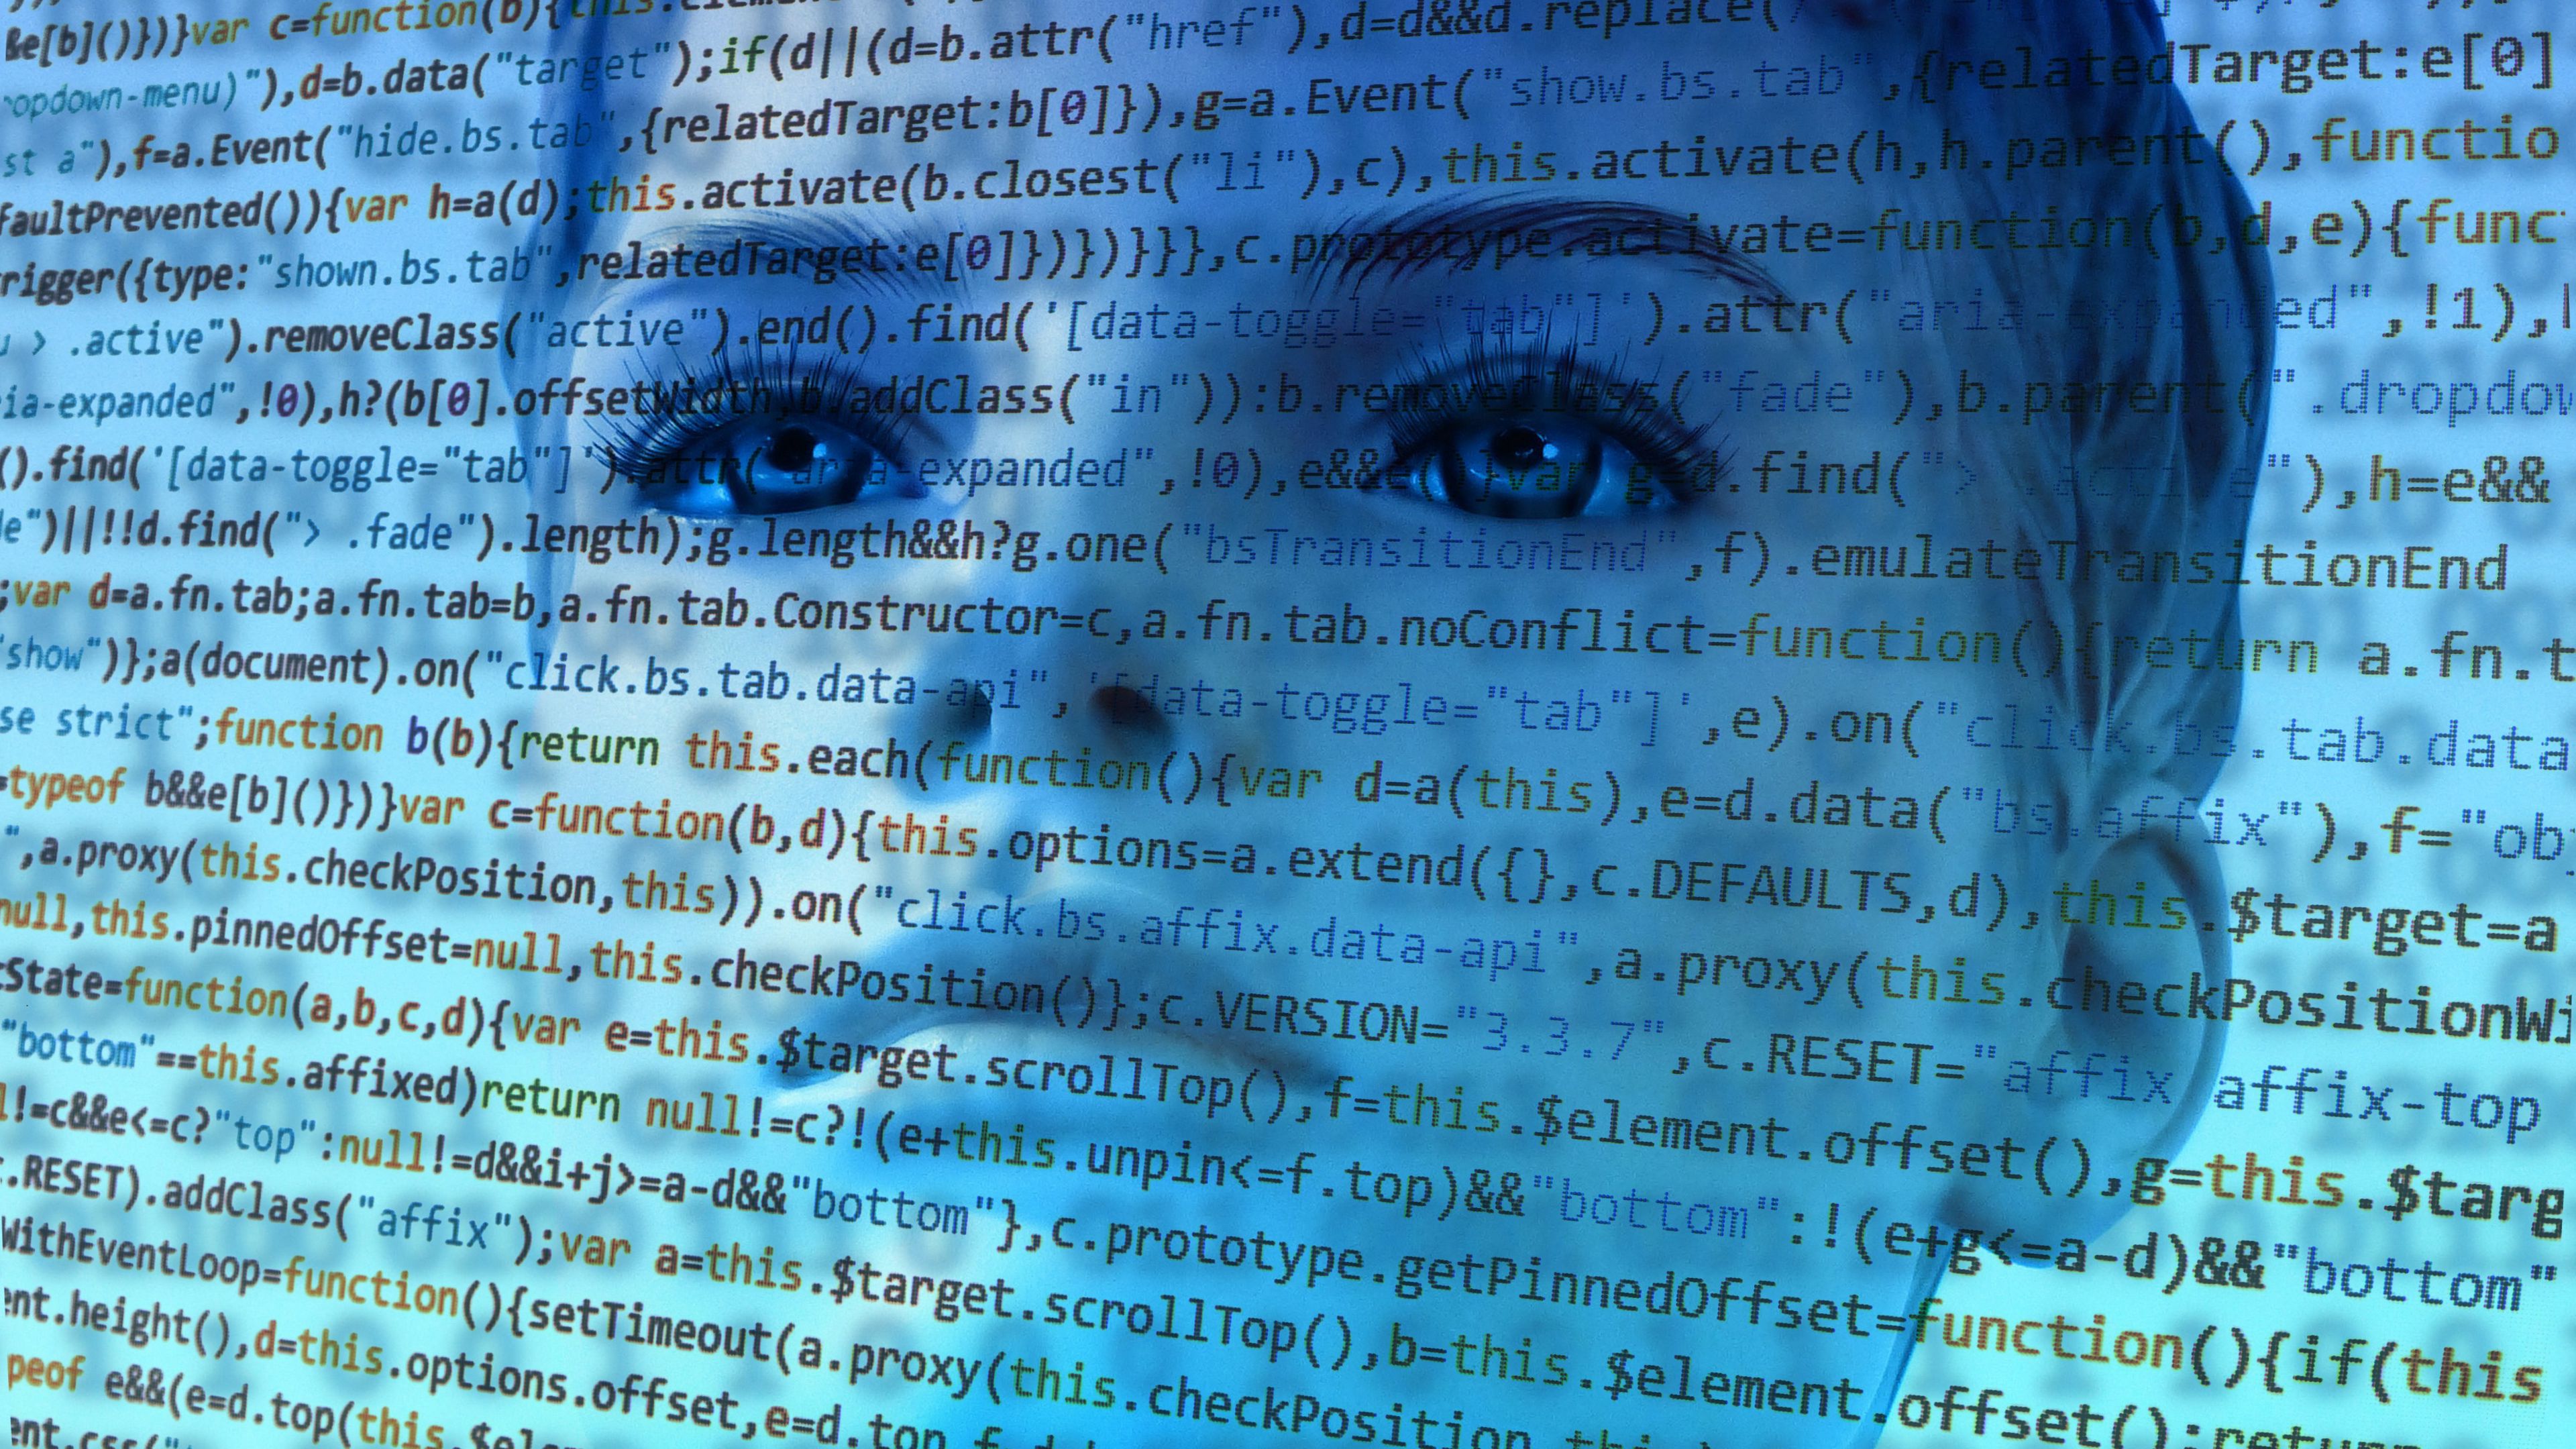 &e[b]()})}var c=function(b){this.element=
ropdown-menu)"),d=b.data("target");if(d||(d=b.attr("href"),d=d&&d.replace(
st a"),f=a.Event("hide.bs.tab",{relatedTarget:b[0]}),g=a.Event("show.bs.tab",{relatedTarget:e[0]
faultPrevented()){var h=a(d);this.activate(b.closest("li"),c),this.activate(h,h.parent(),functio
rigger({type:"shown.bs.tab",relatedTarget:e[0]})})}}},c.prototype.activate=function(b,d,e){func
> .active").removeClass("active").end().find('[data-toggle="tab"]').attr("aria-expanded",!1),
ia-expanded",!0),h?(b[0].offsetWidth,b.addClass("in")):b.removeClass("fade"),b.parent(".dropdow
().find('[data-toggle="tab"]').attr("aria-expanded",!0),e&&e()}var g=d.find("> .active"),h=e&&
e")||!!d.find("> .fade").length);g.length&&h?g.one("bsTransitionEnd",f).emulateTransitionEnd
;var d=a.fn.tab;a.fn.tab=b,a.fn.tab.Constructor=c,a.fn.tab.noConflict=function(){return a.fn.t
"show")};a(document).on("click.bs.tab.data-api",'[data-toggle="tab"]',e).on("click.bs.tab.data
se strict";function b(b){return this.each(function(){var d=a(this),e=d.data("bs.affix"),f="ob
=typeof b&&e[b]()})}var c=function(b,d){this.options=a.extend({},c.DEFAULTS,d),this.$target=a
",a.proxy(this.checkPosition,this)).on("click.bs.affix.data-api",a.proxy(this.checkPositionWi
null,this.pinnedOffset=null,this.checkPosition()};c.VERSION="3.3.7",c.RESET="affix affix-top
tState=function(a,b,c,d){var e=this.$target.scrollTop(),f=this.$element.offset(),g=this.$targ
"bottom"==this.affixed)return null!=c?!(e+this.unpin<=f.top)&&"bottom":!(e+g<=a-d)&&"bottom"
l!=c&&e<=c?"top":null!=d&&i+j>=a-d&&"bottom"},c.prototype.getPinnedOffset=function(){if(this
.RESET).addClass("affix");var a=this.$target.scrollTop(),b=this.$element.offset();return
WithEventLoop=function(){setTimeout(a.proxy(this.checkPosition
ent.height(),d=this.options.offset,e=d.top
peof e&&(e=d.top(this
ent.css("